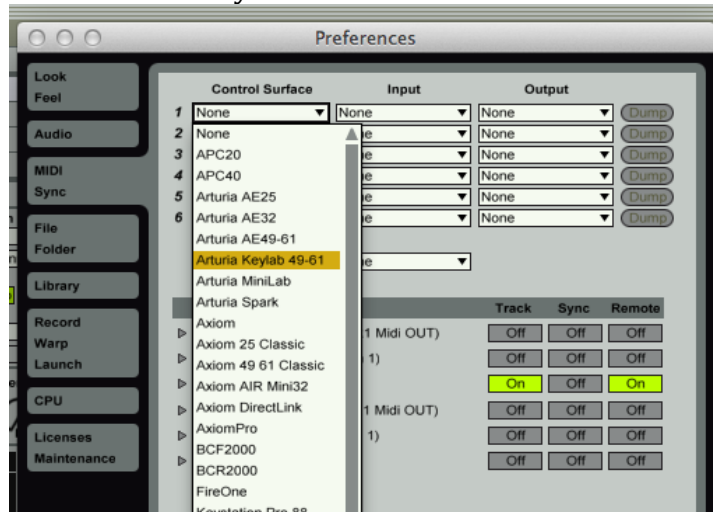 Preferences
Look
Feel
Audio
MIDI
Sync
File
Folder
Library
Record
Warp
Launch
CPU
Licenses
Maintenance
Control Surface Input Output
1 None None None Dump
2 None None Dump
3 APC20 None Dump
4 APC40 None Dump
5 Arturia AE25 None Dump
6 Arturia AE32 None Dump
Arturia AE49-61
Arturia Keylab 49-61
Arturia MiniLab
Arturia Spark
Axiom
Axiom 25 Classic
Axiom 49 61 Classic
Axiom AIR Mini32
Axiom DirectLink
AxiomPro
BCF2000
BCR2000
FireOne
Track Sync Remote
1 Midi OUT) Off Off Off
1) Off Off Off
On Off On
1 Midi OUT) Off Off Off
1) Off Off Off
Off Off Off